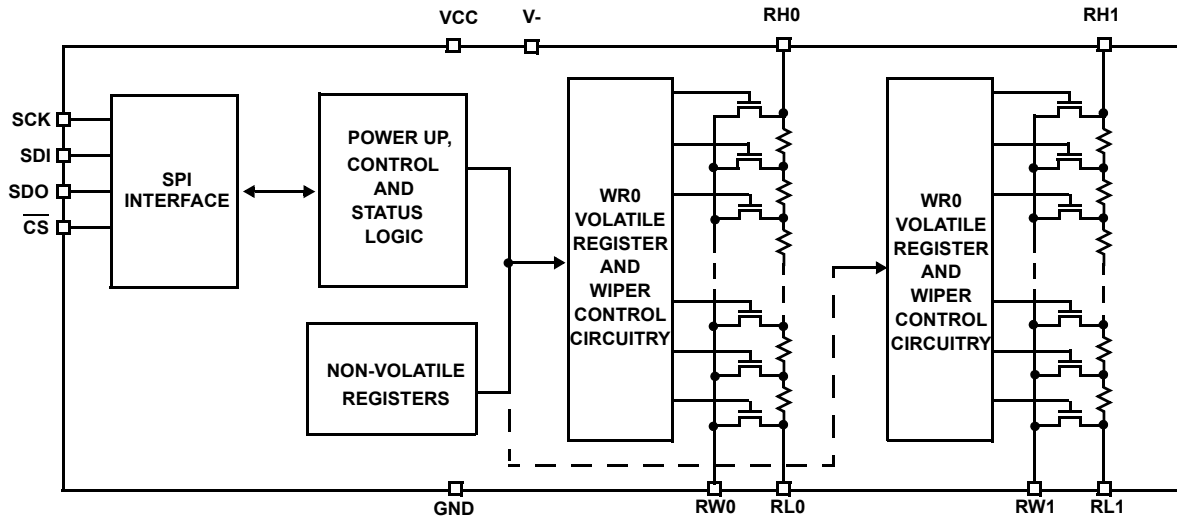 VCC
V-
RH0
RH1
SCK
SDI
SDO
CS
SPI
INTERFACE
POWER UP,
CONTROL
AND
STATUS
LOGIC
NON-VOLATILE
REGISTERS
WR0
VOLATILE
REGISTER
AND
WIPER
CONTROL
CIRCUITRY
WR0
VOLATILE
REGISTER
AND
WIPER
CONTROL
CIRCUITRY
GND
RW0
RL0
RW1
RL1